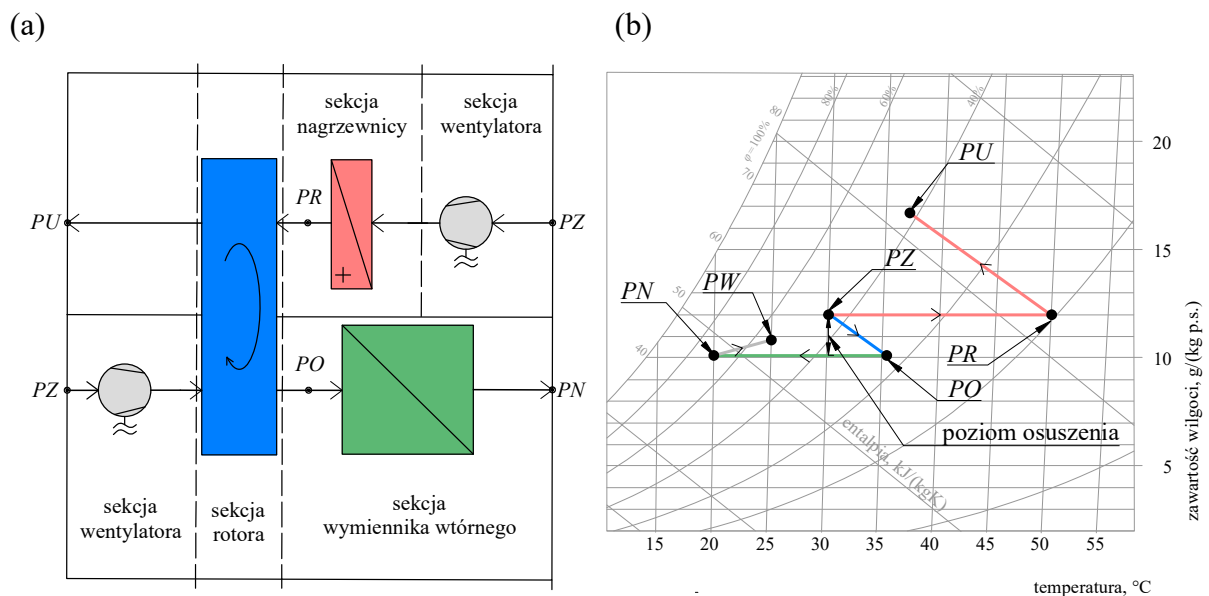 (a)
(b)
sekcja
nagrzewnicy
sekcja
wentylatora
PR
PU
PZ
+
PZ
PO
PN
sekcja
wentylatora
sekcja
rotora
sekcja
wymiennika wtórnego
80
80%
60%
40%
φ=100%
70
60
50
40
PU
PZ
PW
PN
PR
PO
poziom osuszenia
entalpia, kJ/(kgK)
20
15
10
5
zawartość wilgoci, g/(kg p.s.)
15 20 25 30 35 40 45 50 55
temperatura, °C